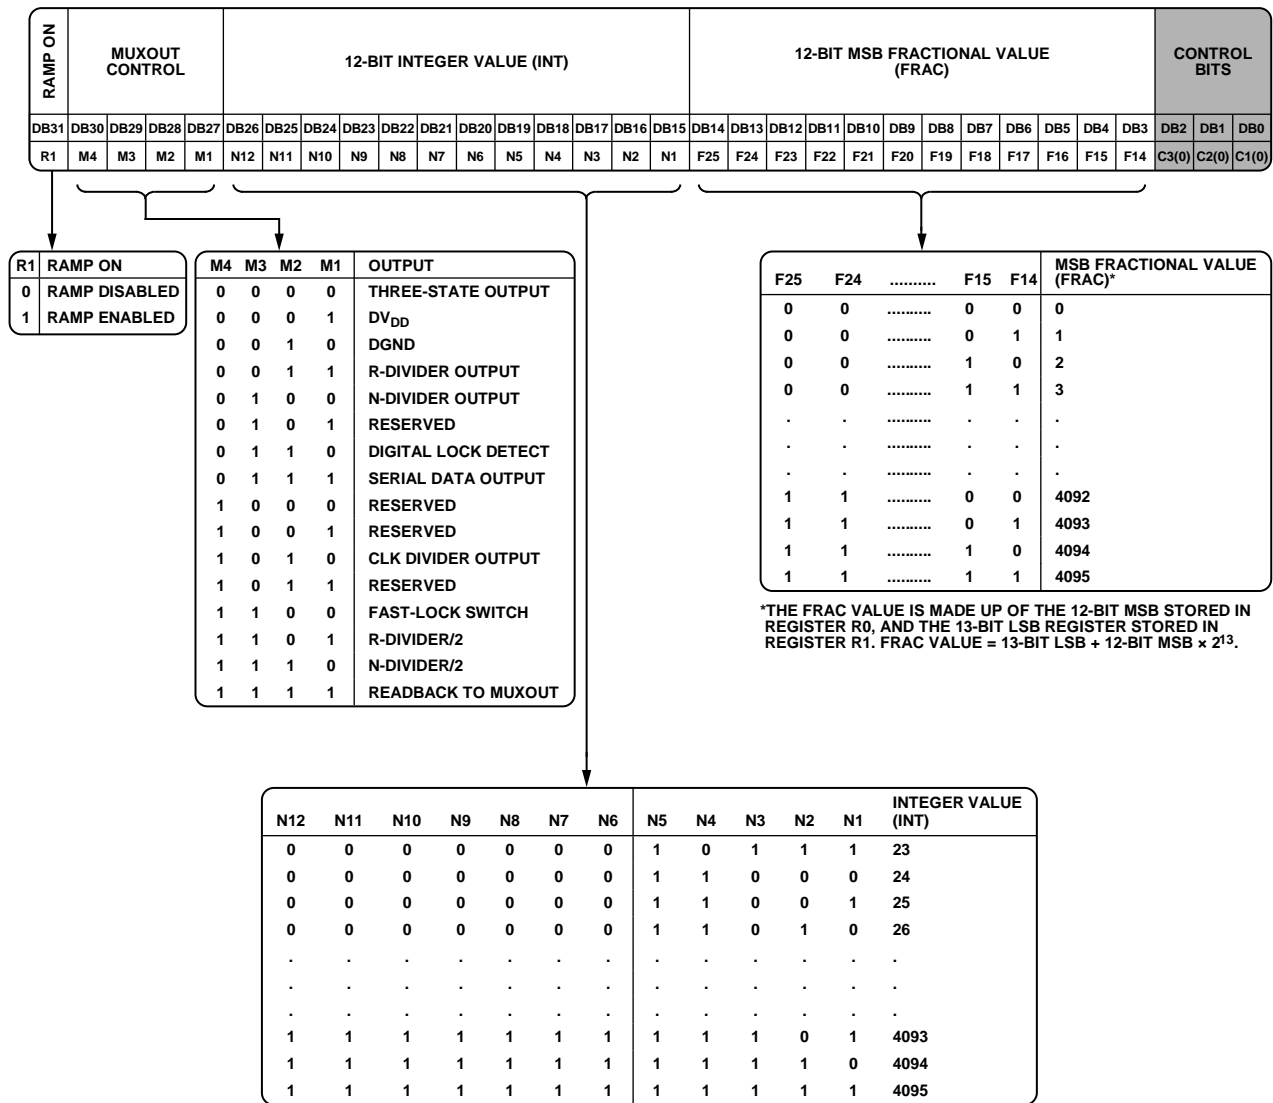 RAMP ON
MUXOUT
CONTROL
12-BIT INTEGER VALUE (INT)
12-BIT MSB FRACTIONAL VALUE
(FRAC)
CONTROL
BITS
DB31 DB30 DB29 DB28 DB27 DB26 DB25 DB24 DB23 DB22 DB21 DB20 DB19 DB18 DB17 DB16 DB15 DB14 DB13 DB12 DB11 DB10 DB9 DB8 DB7 DB6 DB5 DB4 DB3 DB2 DB1 DB0
R1 M4 M3 M2 M1 N12 N11 N10 N9 N8 N7 N6 N5 N4 N3 N2 N1 F25 F24 F23 F22 F21 F20 F19 F18 F17 F16 F15 F14 C3(0) C2(0) C1(0)
R1 RAMP ON
0 RAMP DISABLED
1 RAMP ENABLED
M4 M3 M2 M1 OUTPUT
0 0 0 0 THREE-STATE OUTPUT
0 0 0 1 DVDD
0 0 1 0 DGND
0 0 1 1 R-DIVIDER OUTPUT
0 1 0 0 N-DIVIDER OUTPUT
0 1 0 1 RESERVED
0 1 1 0 DIGITAL LOCK DETECT
0 1 1 1 SERIAL DATA OUTPUT
1 0 0 0 RESERVED
1 0 0 1 RESERVED
1 0 1 0 CLK DIVIDER OUTPUT
1 0 1 1 RESERVED
1 1 0 0 FAST-LOCK SWITCH
1 1 0 1 R-DIVIDER/2
1 1 1 0 N-DIVIDER/2
1 1 1 1 READBACK TO MUXOUT
F25 F24 .......... F15 F14 MSB FRACTIONAL VALUE
(FRAC)*
0 0 .......... 0 0 0
0 0 .......... 0 1 1
0 0 .......... 1 0 2
0 0 .......... 1 1 3
. . .......... . . .
. . .......... . . .
. . .......... . . .
1 1 .......... 0 0 4092
1 1 .......... 0 1 4093
1 1 .......... 1 0 4094
1 1 .......... 1 1 4095
*THE FRAC VALUE IS MADE UP OF THE 12-BIT MSB STORED IN
REGISTER R0, AND THE 13-BIT LSB REGISTER STORED IN
REGISTER R1. FRAC VALUE = 13-BIT LSB + 12-BIT MSB × 2¹³.
N12 N11 N10 N9 N8 N7 N6 N5 N4 N3 N2 N1 INTEGER VALUE
(INT)
0 0 0 0 0 0 0 1 0 1 1 1 23
0 0 0 0 0 0 0 1 1 0 0 0 24
0 0 0 0 0 0 0 1 1 0 0 1 25
0 0 0 0 0 0 0 1 1 0 1 0 26
. . . . . . . . . . . . .
. . . . . . . . . . . . .
. . . . . . . . . . . . .
1 1 1 1 1 1 1 1 1 1 0 1 4093
1 1 1 1 1 1 1 1 1 1 1 0 4094
1 1 1 1 1 1 1 1 1 1 1 1 4095